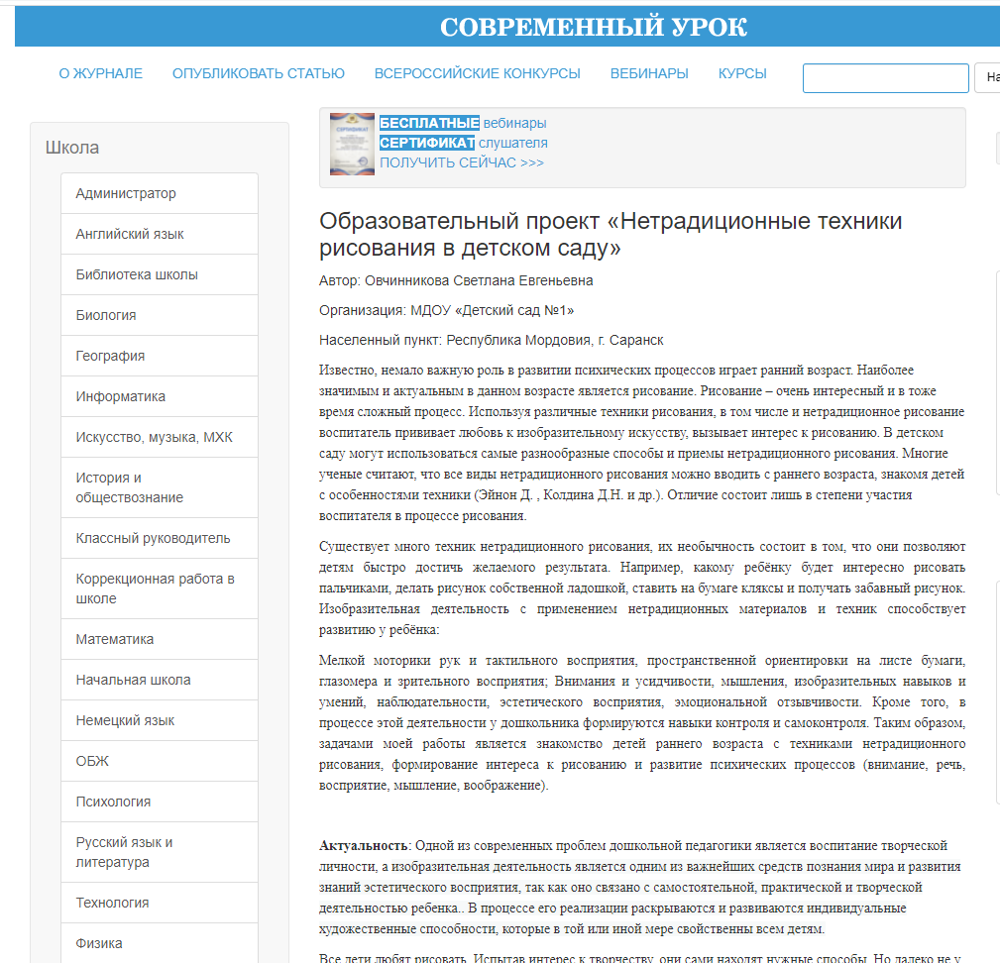 СОВРЕМЕННЫЙ УРОК
О ЖУРНАЛЕ ОПУБЛИКОВАТЬ СТАТЬЮ ВСЕРОССИЙСКИЕ КОНКУРСЫ ВЕБИНАРЫ КУРСЫ
Школа
Администратор
Английский язык
Библиотека школы
Биология
География
Информатика
Искусство, музыка, МХК
История и
обществознание
Классный руководитель
Коррекционная работа в
школе
Математика
Начальная школа
Немецкий язык
ОБЖ
Психология
Русский язык и
литература
Технология
Физика
БЕСПЛАТНЫЕ вебинары
СЕРТИФИКАТ слушателя
ПОЛУЧИТЬ СЕЙЧАС >>>
Образовательный проект «Нетрадиционные техники
рисования в детском саду»
Автор: Овчинникова Светлана Евгеньевна
Организация: МДОУ «Детский сад №1»
Населенный пункт: Республика Мордовия, г. Саранск
Известно, немало важную роль в развитии психических процессов играет ранний возраст. Наиболее
значимым и актуальным в данном возрасте является рисование. Рисование – очень интересный и в тоже
время сложный процесс. Используя различные техники рисования, в том числе и нетрадиционное рисование
воспитатель прививает любовь к изобразительному искусству, вызывает интерес к рисованию. В детском
саду могут использоваться самые разнообразные способы и приемы нетрадиционного рисования. Многие
ученые считают, что все виды нетрадиционного рисования можно вводить с раннего возраста, знакомя детей
с особенностями техники (Эйнон Д. , Колдина Д.Н. и др.). Отличие состоит лишь в степени участия
воспитателя в процессе рисования.
Существует много техник нетрадиционного рисования, их необычность состоит в том, что они позволяют
детям быстро достичь желаемого результата. Например, какому ребёнку будет интересно рисовать
пальчиками, делать рисунок собственной ладошкой, ставить на бумаге кляксы и получать забавный рисунок.
Изобразительная деятельность с применением нетрадиционных материалов и техник способствует
развитию у ребёнка:
Мелкой моторики рук и тактильного восприятия, пространственной ориентировки на листе бумаги,
глазомера и зрительного восприятия; Внимания и усидчивости, мышления, изобразительных навыков и
умений, наблюдательности, эстетического восприятия, эмоциональной отзывчивости. Кроме того, в
процессе этой деятельности у дошкольника формируются навыки контроля и самоконтроля. Таким образом,
задачами моей работы является знакомство детей раннего возраста с техниками нетрадиционного
рисования, формирование интереса к рисованию и развитие психических процессов (внимание, речь,
восприятие, мышление, воображение).
Актуальность: Одной из современных проблем дошкольной педагогики является воспитание творческой
личности, а изобразительная деятельность является одним из важнейших средств познания мира и развития
знаний эстетического восприятия, так как оно связано с самостоятельной, практической и творческой
деятельностью ребенка.. В процессе его реализации раскрываются и развиваются индивидуальные
художественные способности, которые в той или иной мере свойственны всем детям.
Все дети любят рисовать. Испытав интерес к творчеству, они сами находят нужные способы. Но далеко не у